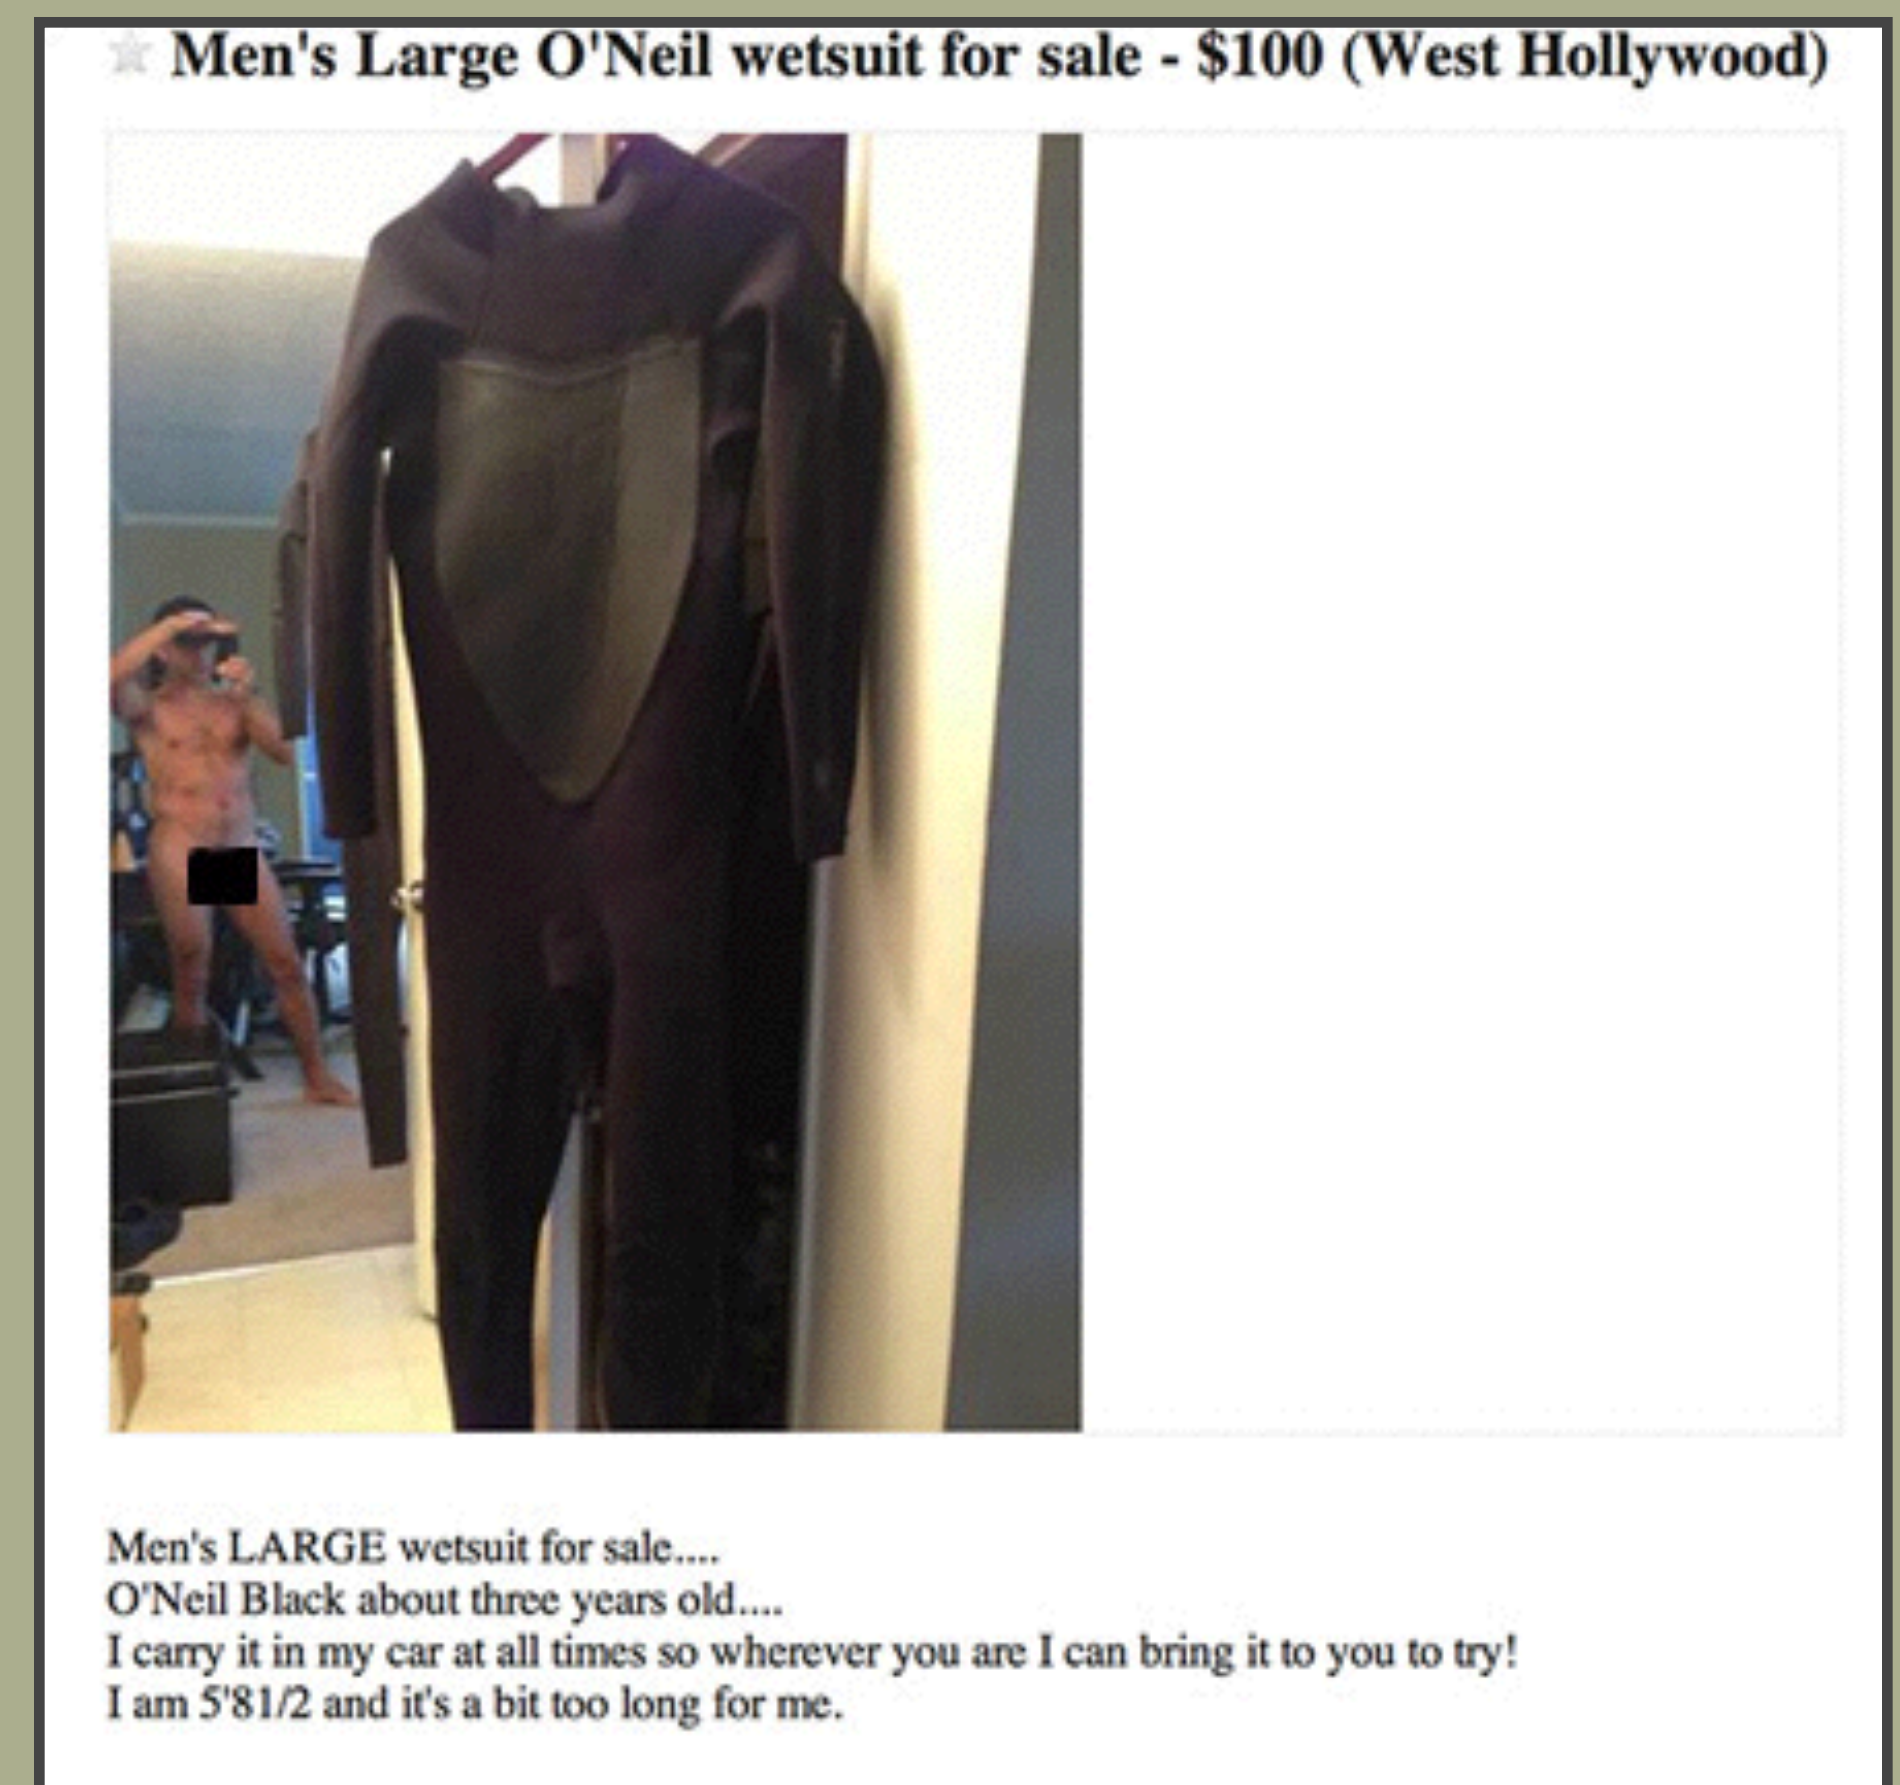 Men's Large O'Neil wetsuit for sale - $100 (West Hollywood)
Men's LARGE wetsuit for sale....
O'Neil Black about three years old....
I carry it in my car at all times so wherever you are I can bring it to you to try!
I am 5'81/2 and it's a bit too long for me.